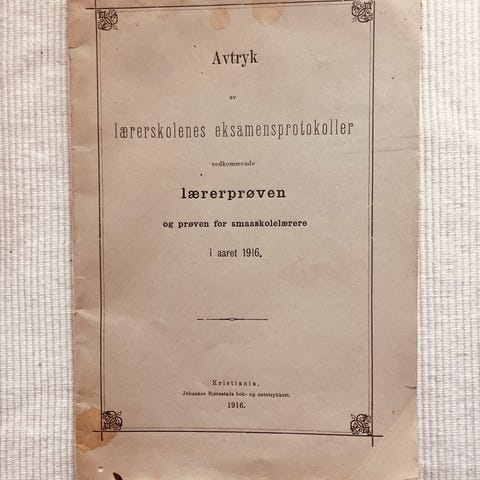 Avtryk
av
lærerskolenes eksamensprotokoller
vedkommende
lærerprøven
og prøven for smaaskolelærere
i aaret 1916.
Kristiania.
Johannes Bjørnstads bok- og notetrykkeri.
1916.